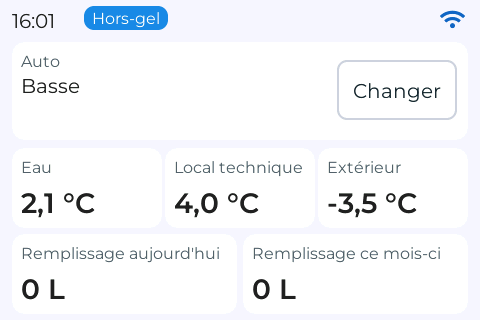 16:01 Hors-gel
Auto
Basse
Changer
Eau
2,1 °C
Local technique
4,0 °C
Extérieur
-3,5 °C
Remplissage aujourd'hui
0 L
Remplissage ce mois-ci
0 L